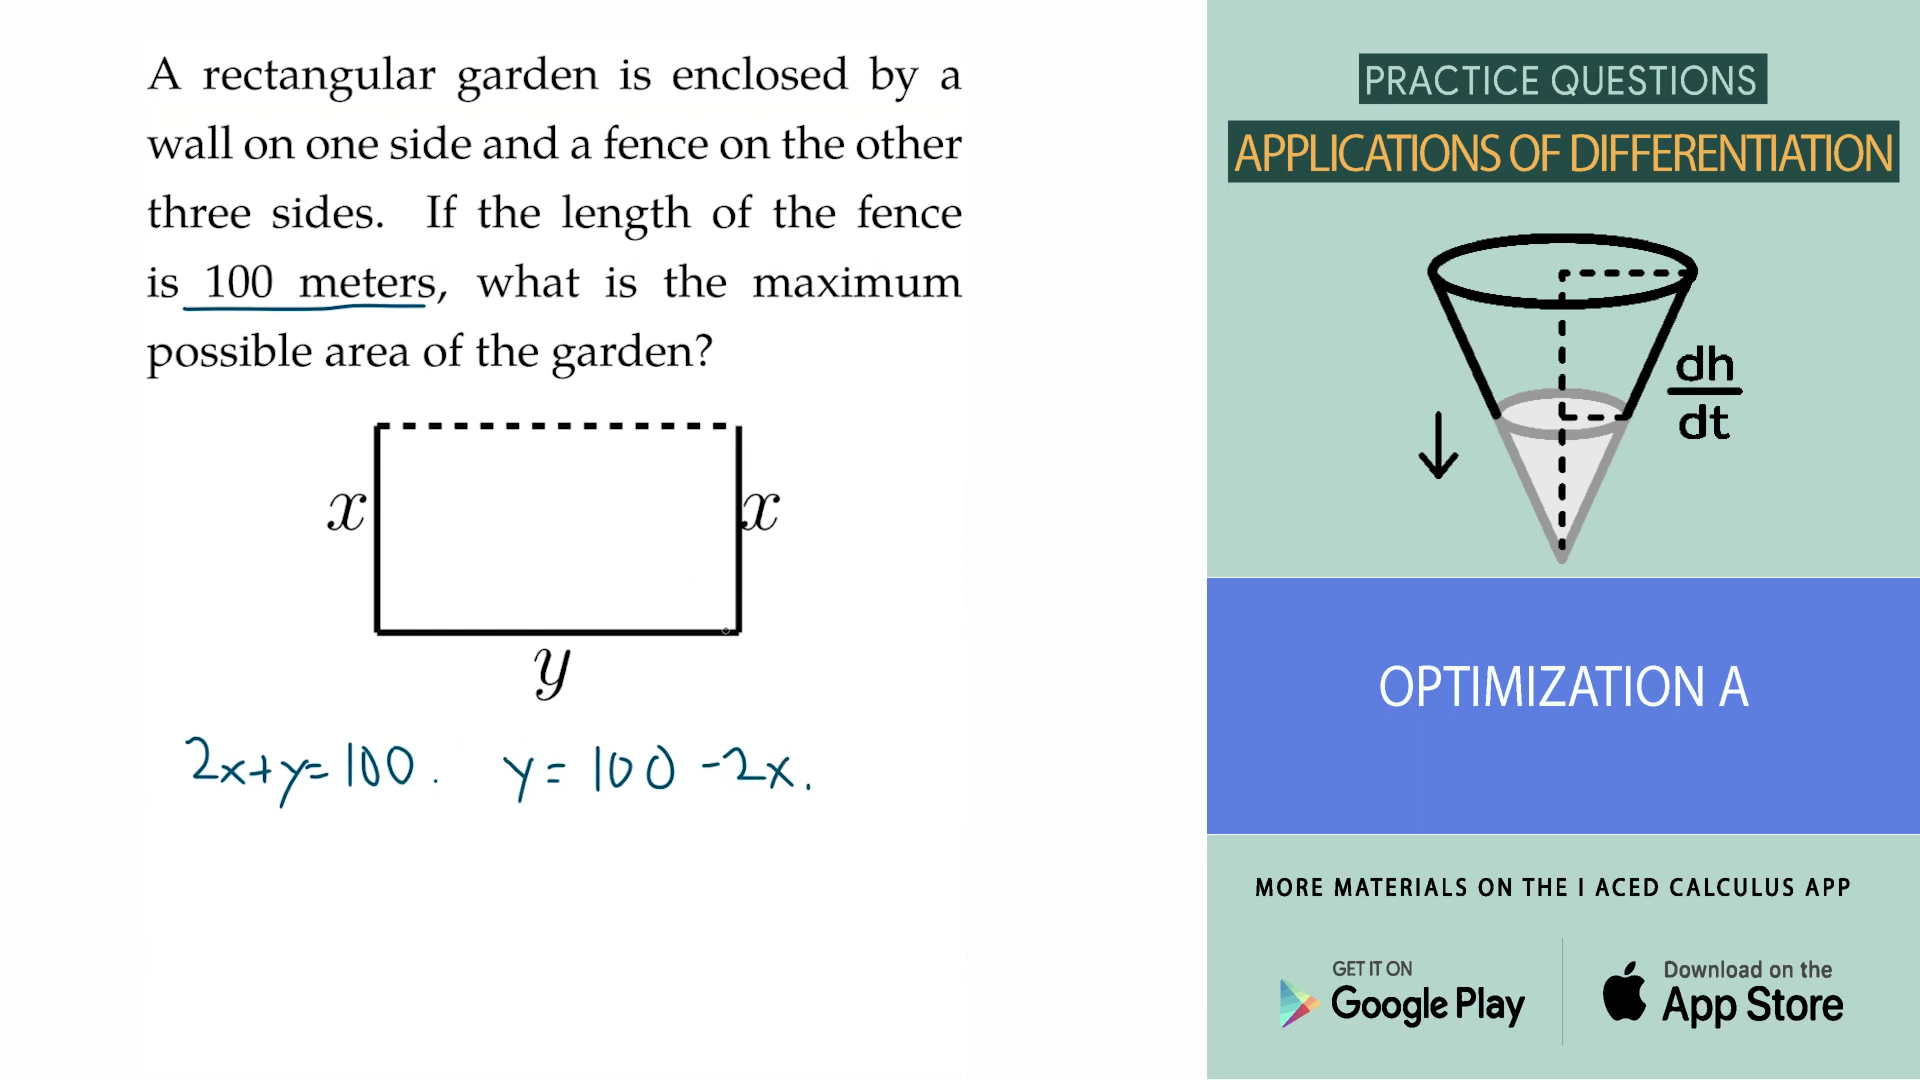 A rectangular garden is enclosed by a
wall on one side and a fence on the other
three sides. If the length of the fence
is 100 meters, what is the maximum
possible area of the garden?
x
x
y
2x+y=100. y=100-2x.
PRACTICE QUESTIONS
APPLICATIONS OF DIFFERENTIATION
dh
dt
OPTIMIZATION A
MORE MATERIALS ON THE I ACED CALCULUS APP
GET IT ON
Google Play
Download on the
App Store